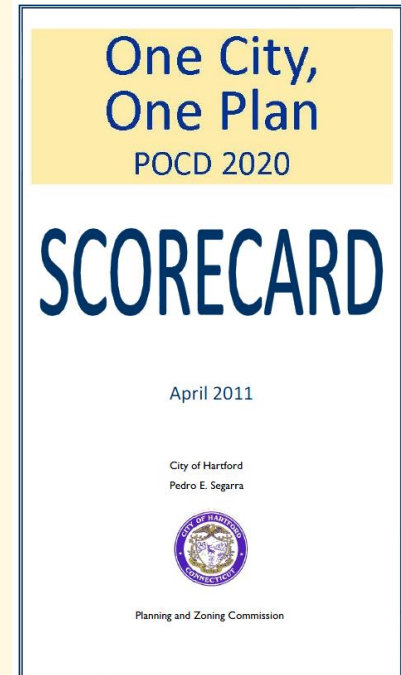 One City,
One Plan
POCD 2020
SCORECARD
April 2011
City of Hartford
Pedro E. Segarra
CITY OF HARTFORD
CONNECTICUT
Planning and Zoning Commission